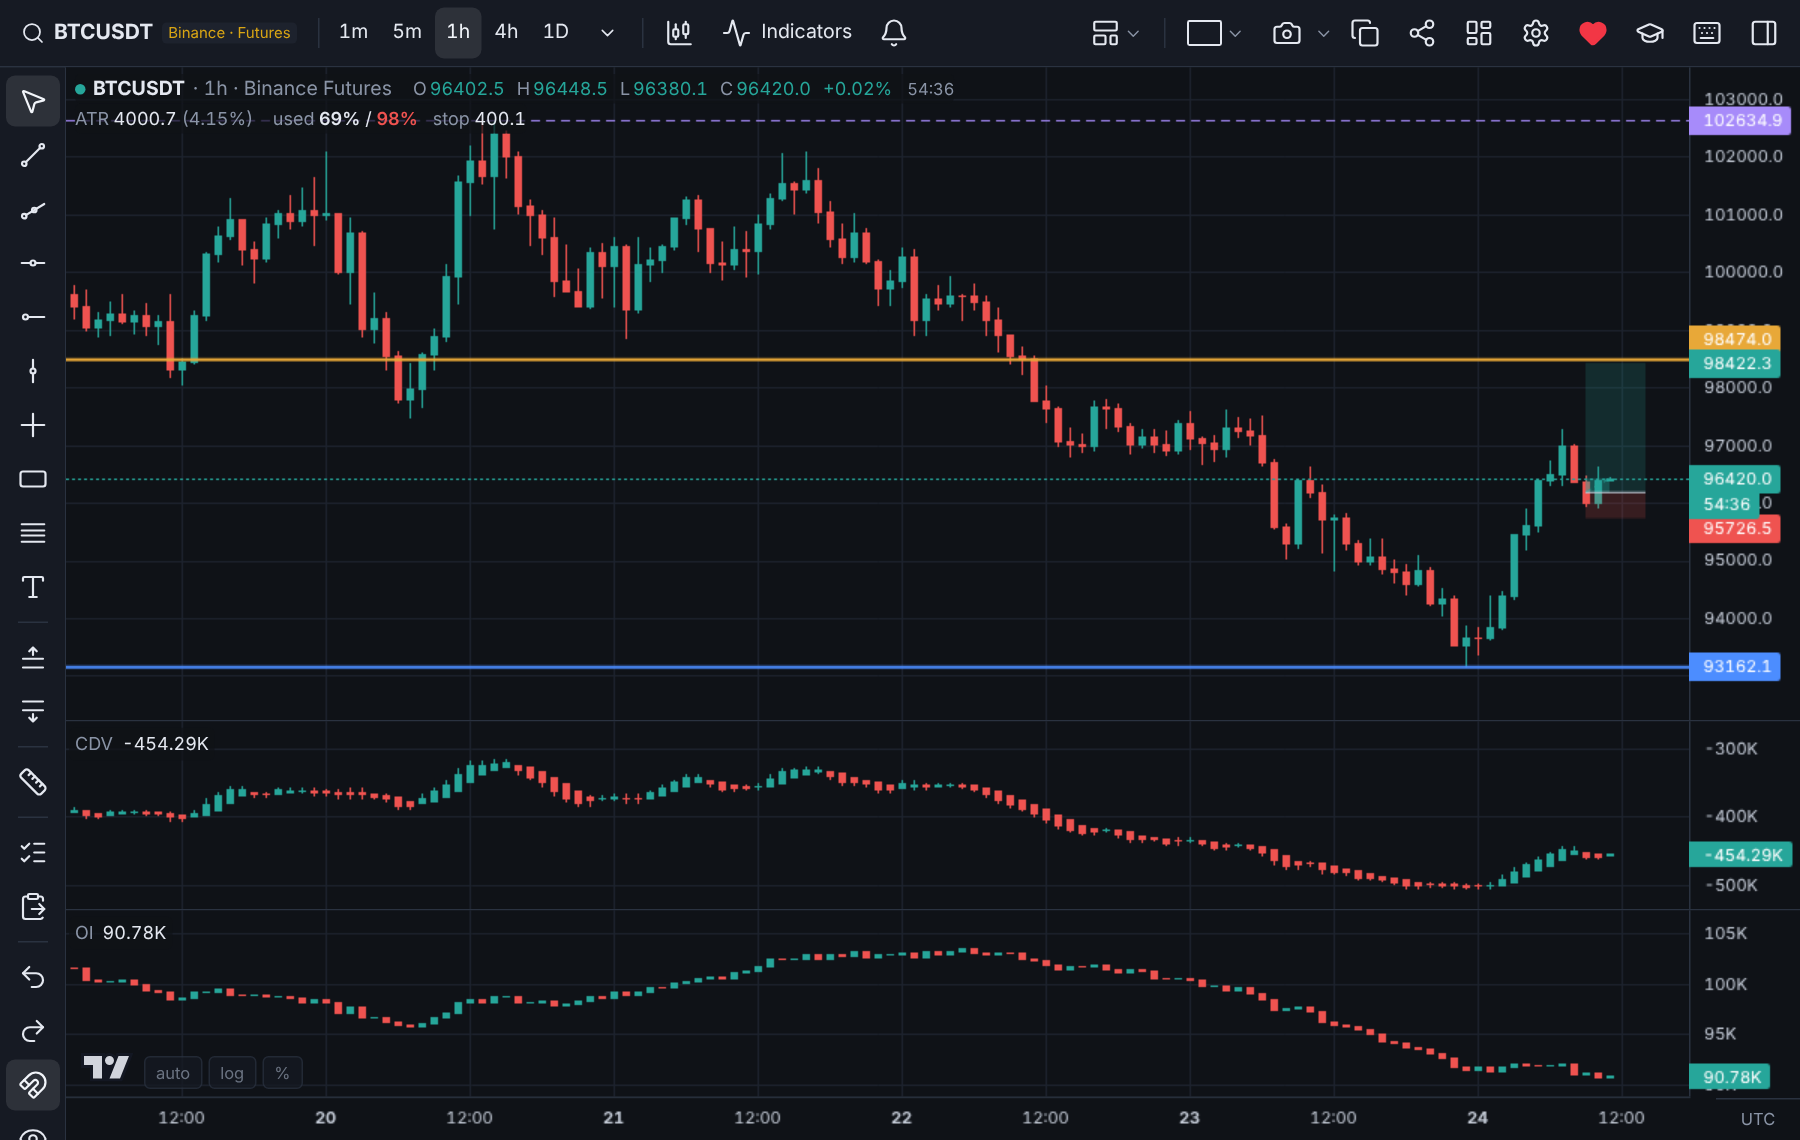 BTCUSDT Binance · Futures 1m 5m 1h 4h 1D Indicators
BTCUSDT · 1h · Binance Futures O96402.5 H96448.5 L96380.1 C96420.0 +0.02% 54:36
ATR 4000.7 (4.15%) used 69% / 98% stop 400.1
103000.0
102634.9
102000.0
101000.0
100000.0
98474.0
98422.3
98000.0
97000.0
96420.0
54:36
95726.5
95000.0
94000.0
93162.1
CDV -454.29K
-300K
-400K
-454.29K
-500K
OI 90.78K
105K
100K
95K
90.78K
auto log %
12:00 20 12:00 21 12:00 22 12:00 23 12:00 24 12:00 UTC